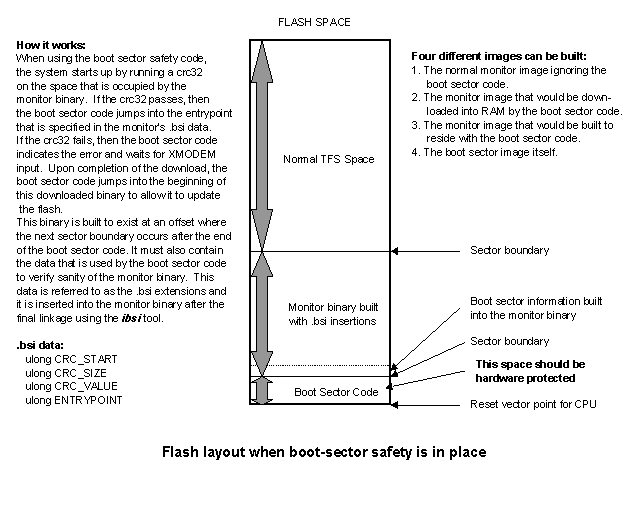 FLASH SPACE
How it works:
When using the boot sector safety code,
the system starts up by running a crc32
on the space that is occupied by the
monitor binary.  If the crc32 passes, then
the boot sector code jumps into the entrypoint
that is specified in the monitor's .bsi data.
If the crc32 fails, then the boot sector code
indicates the error and waits for XMODEM
input.  Upon completion of the download, the
boot sector code jumps into the beginning of
this downloaded binary to allow it to update
the flash.
This binary is built to exist at an offset where
the next sector boundary occurs after the end
of the boot sector code. It must also contain
the data that is used by the boot sector code
to verify sanity of the monitor binary.  This
data is referred to as the .bsi extensions and
it is inserted into the monitor binary after the
final linkage using the ibsi tool.
.bsi data:
ulong CRC_START
ulong CRC_SIZE
ulong CRC_VALUE
ulong ENTRYPOINT
Normal TFS Space
Monitor binary built
with .bsi insertions
Boot Sector Code
Four different images can be built:
1. The normal monitor image ignoring the
boot sector code.
2. The monitor image that would be down-
loaded into RAM by the boot sector code.
3. The monitor image that would be built to
reside with the boot sector code.
4. The boot sector image itself.
Sector boundary
Boot sector information built
into the monitor binary
Sector boundary
This space should be
hardware protected
Reset vector point for CPU
Flash layout when boot-sector safety is in place